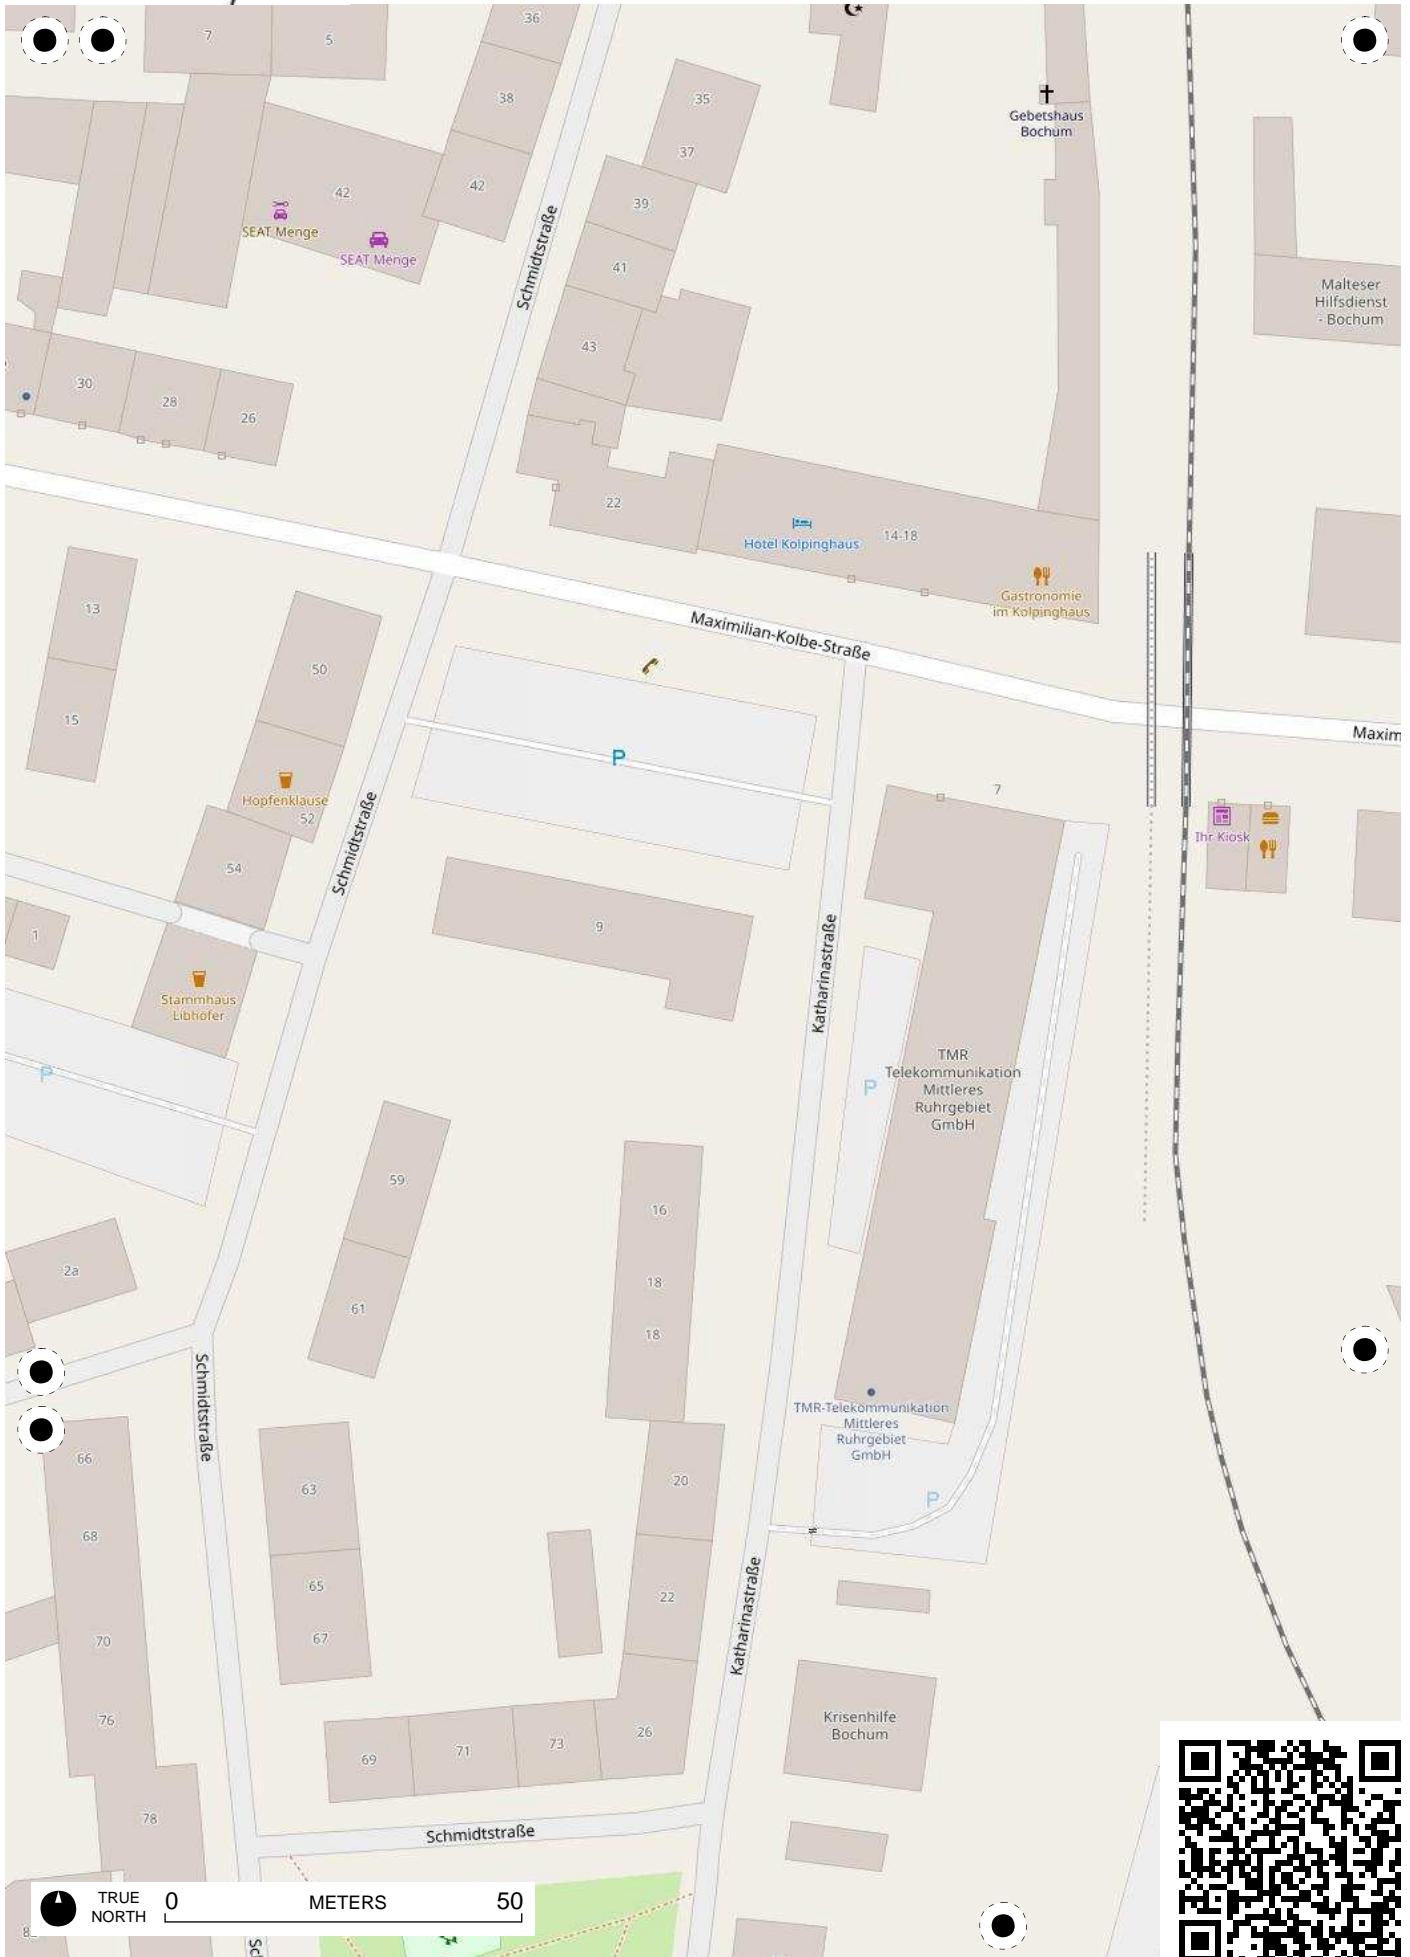 7
5
36
38
42
42
SEAT Menge
SEAT Menge
35
37
39
41
43
Gebetshaus
Bochum
Malteser
Hilfsdienst
- Bochum
Schmidtstraße
30
28
26
22
14-18
Hotel Kolpinghaus
Gastronomie
im Kolpinghaus
Maximilian-Kolbe-Straße
Maxim
13
15
50
Hopfenklause
52
54
Schmidtstraße
P
7
Ihr Kiosk
1
Stammhaus
Libhöfer
P
9
Katharinastraße
P
TMR
Telekommunikation
Mittleres
Ruhrgebiet
GmbH
59
61
16
18
18
2a
Schmidtstraße
TMR-Telekommunikation
Mittleres
Ruhrgebiet
GmbH
P
66
68
70
76
78
63
65
67
20
22
26
69
71
73
Katharinastraße
Krisenhilfe
Bochum
Schmidtstraße
TRUE
NORTH
0
METERS
50